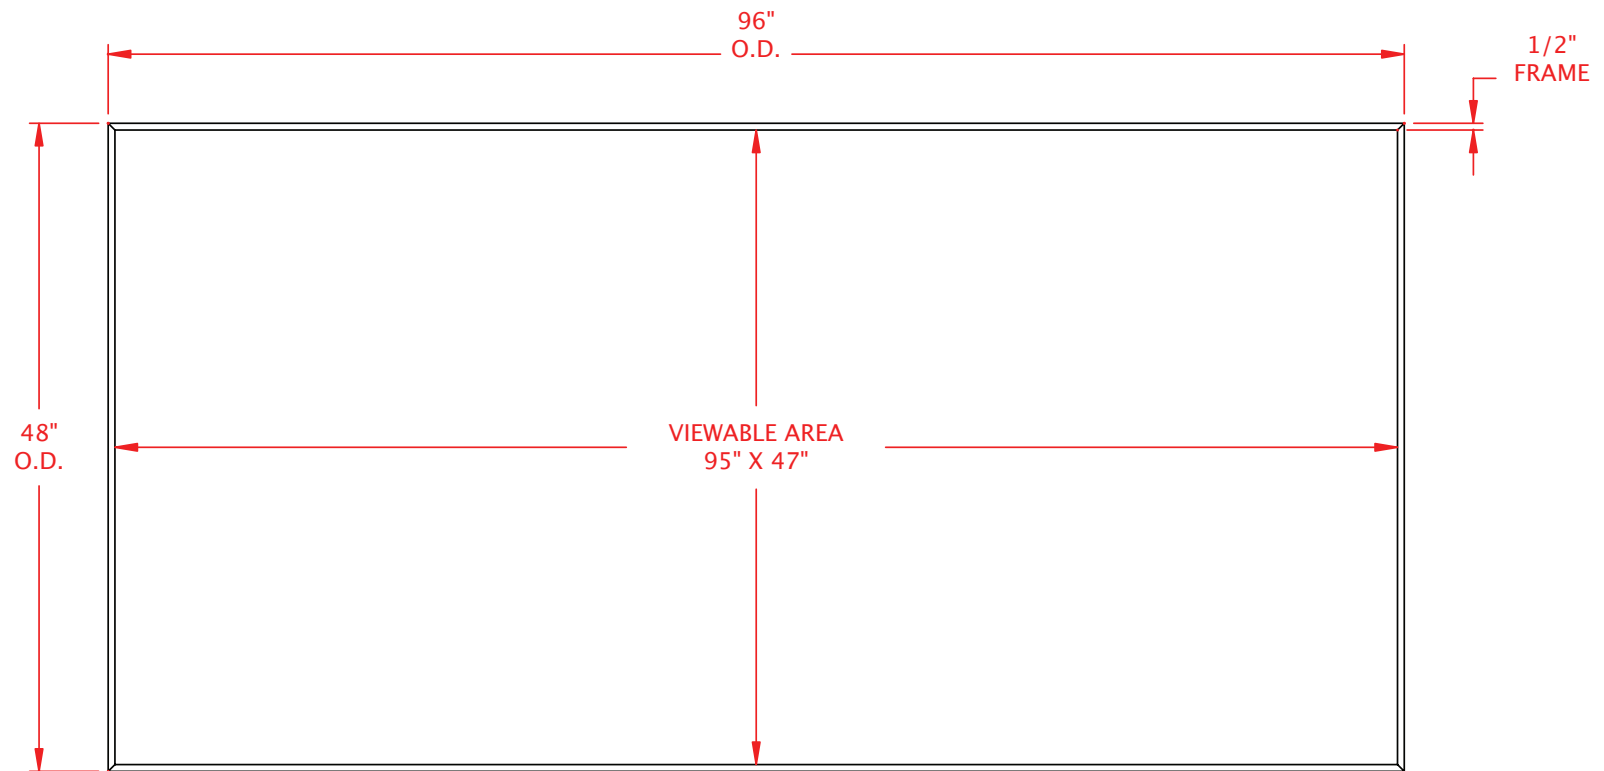 96"
O.D.
1/2"
FRAME
48"
O.D.
VIEWABLE AREA
95" X 47"